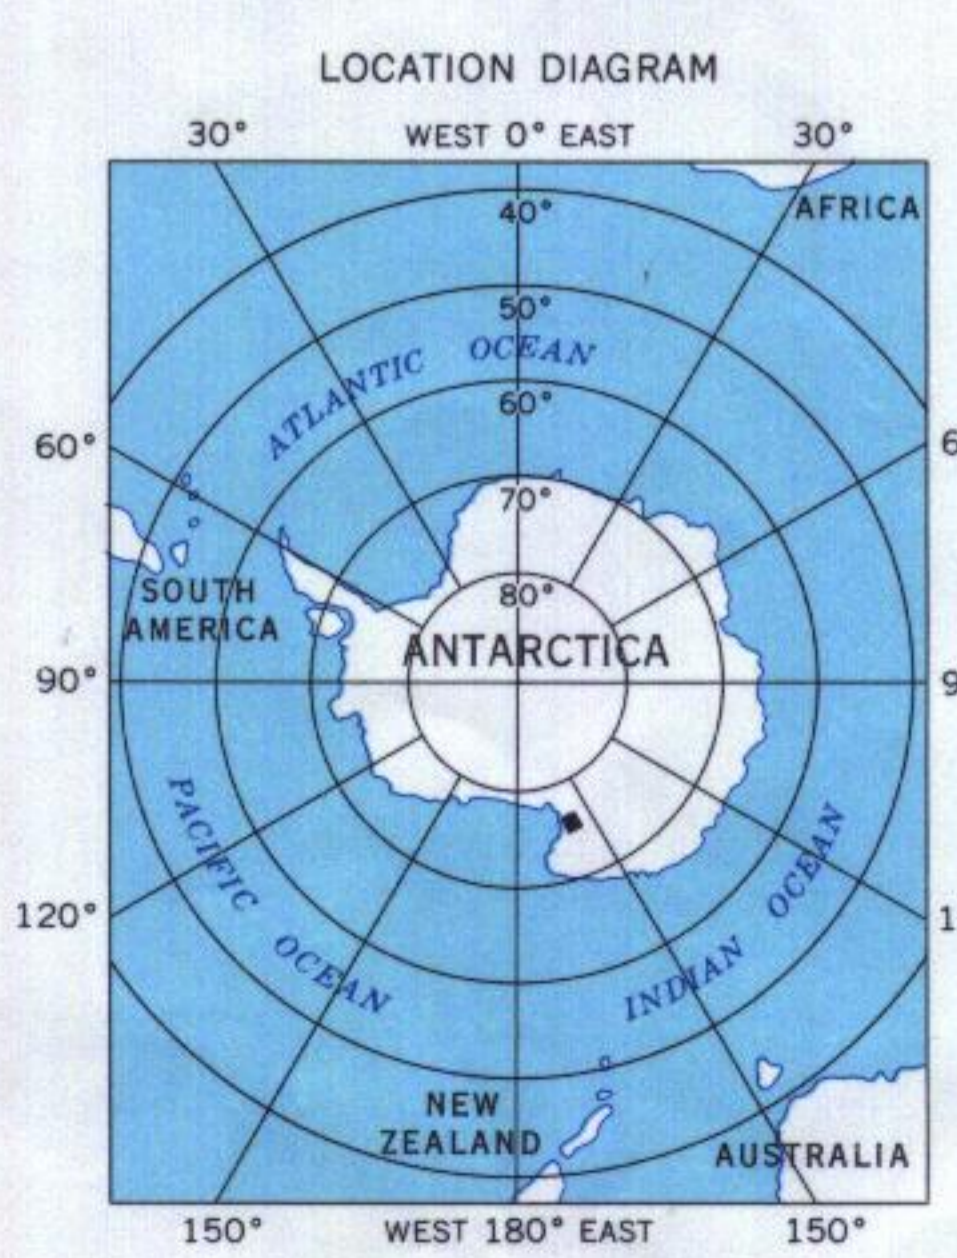 LOCATION DIAGRAM
30° WEST 0° EAST 30°
AFRICA
40°
50°
ATLANTIC OCEAN
60°
60°
70°
80°
SOUTH
AMERICA
ANTARCTICA
90°
PACIFIC OCEAN
INDIAN OCEAN
120°
NEW
ZEALAND
AUSTRALIA
150° WEST 180° EAST 150°